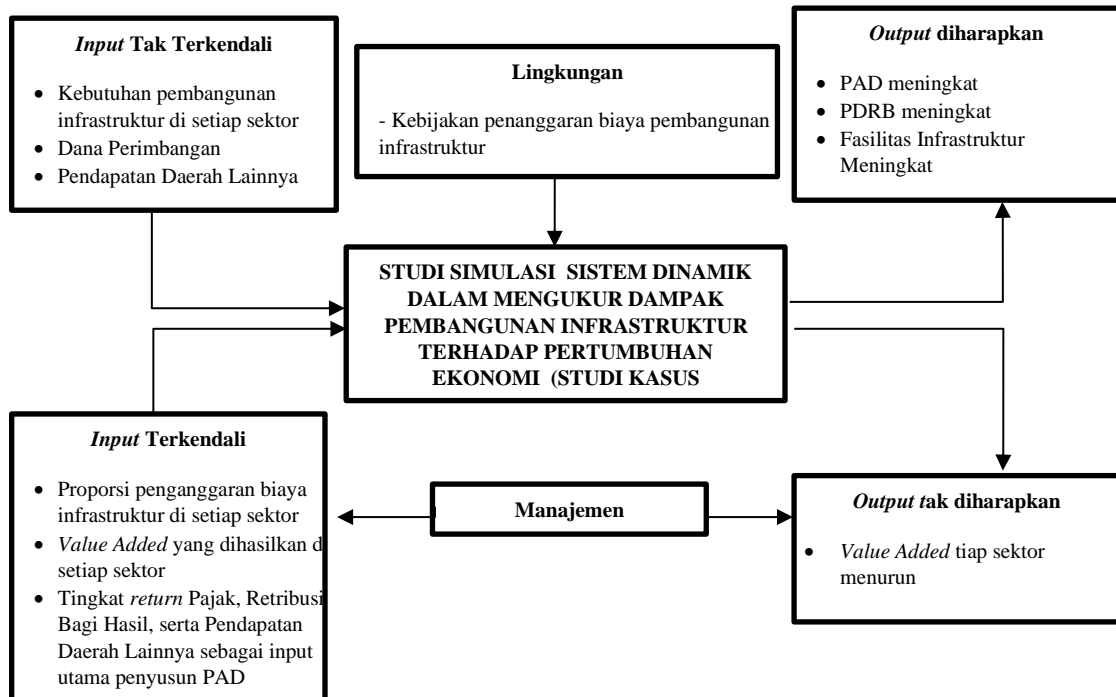 Input Tak Terkendali
• Kebutuhan pembangunan
infrastruktur di setiap sektor
• Dana Perimbangan
• Pendapatan Daerah Lainnya
Lingkungan
- Kebijakan penanggaran biaya pembangunan
infrastruktur
Output diharapkan
• PAD meningkat
• PDRB meningkat
• Fasilitas Infrastruktur
Meningkat
STUDI SIMULASI SISTEM DINAMIK
DALAM MENGUKUR DAMPAK
PEMBANGUNAN INFRASTRUKTUR
TERHADAP PERTUMBUHAN
EKONOMI (STUDI KASUS
Input Terkendali
• Proporsi penganggaran biaya
infrastruktur di setiap sektor
• Value Added yang dihasilkan d
setiap sektor
• Tingkat return Pajak, Retribusi
Bagi Hasil, serta Pendapatan
Daerah Lainnya sebagai input
utama penyusun PAD
Manajemen
Output tak diharapkan
• Value Added tiap sektor
menurun